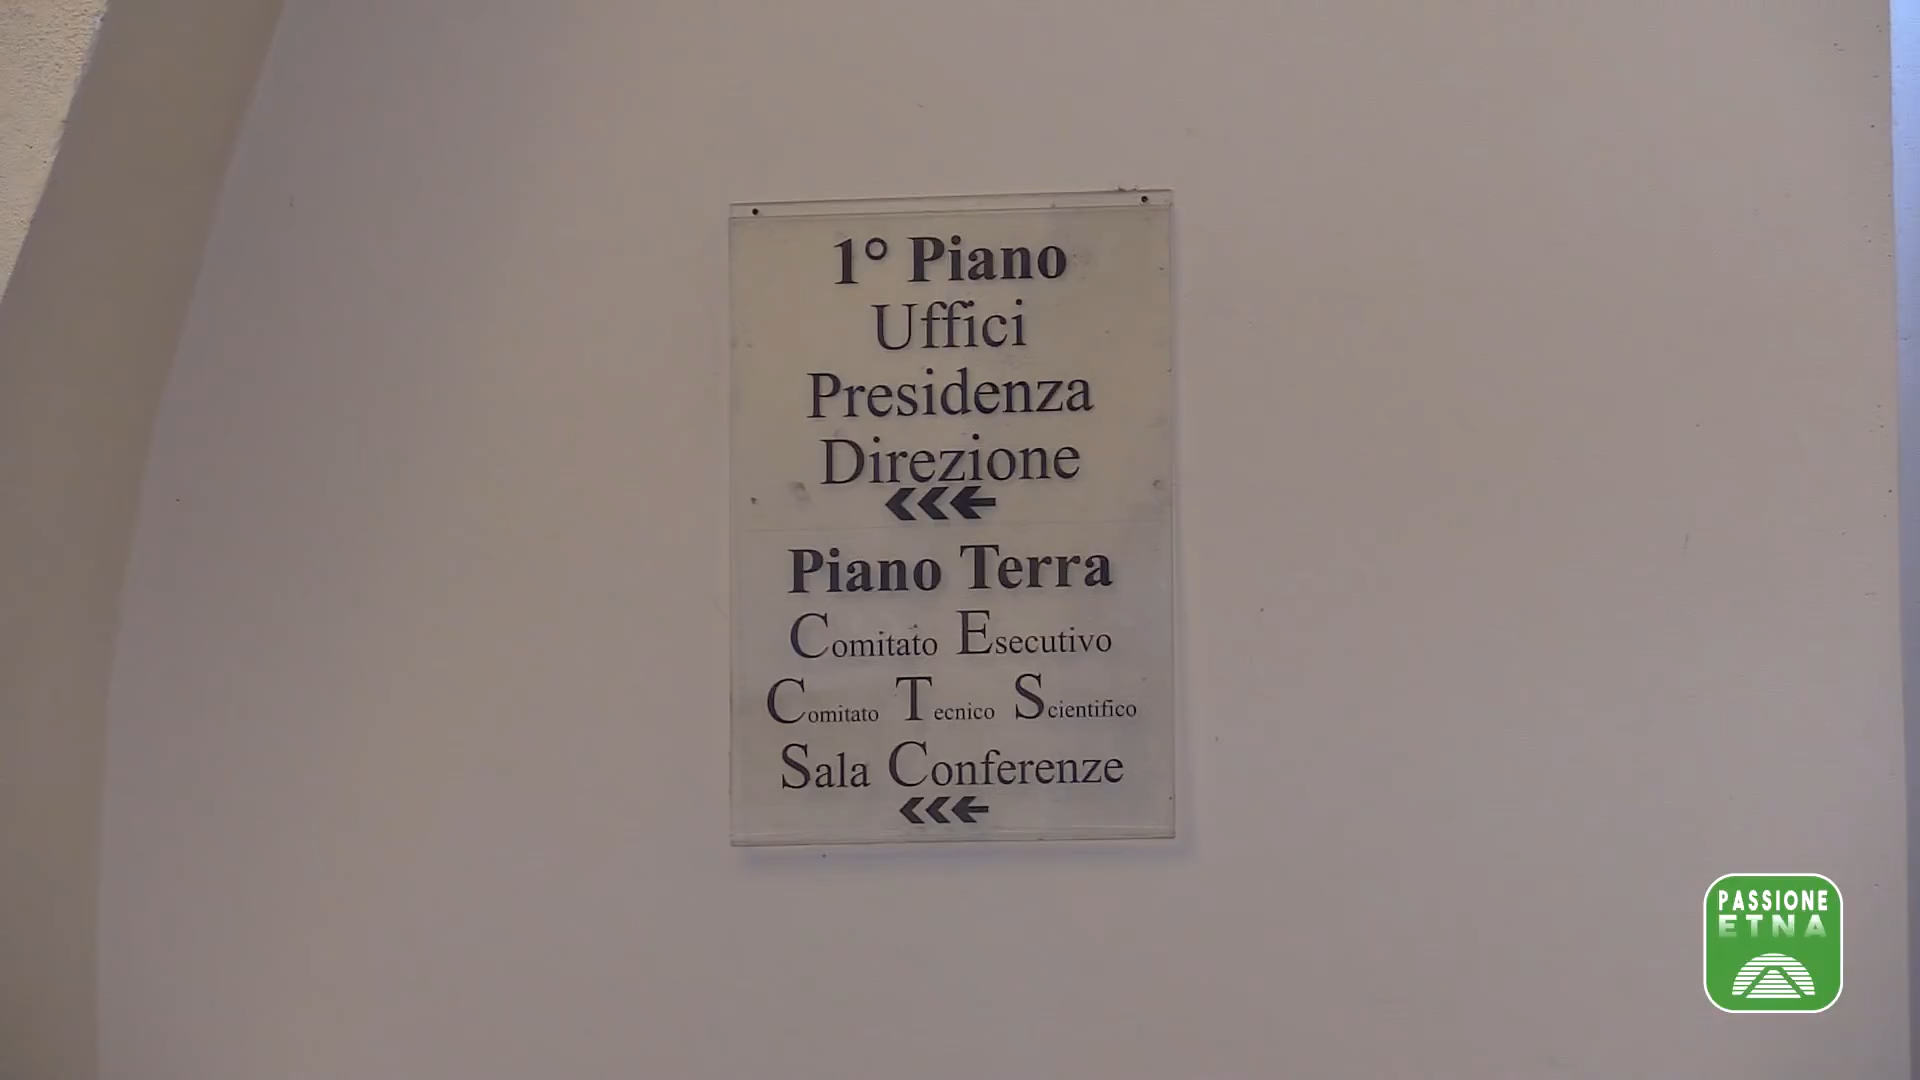 1° Piano
Uffici
Presidenza
Direzione
Piano Terra
Comitato Esecutivo
Comitato Tecnico Scientifico
Sala Conferenze
PASSIONE
ETNA